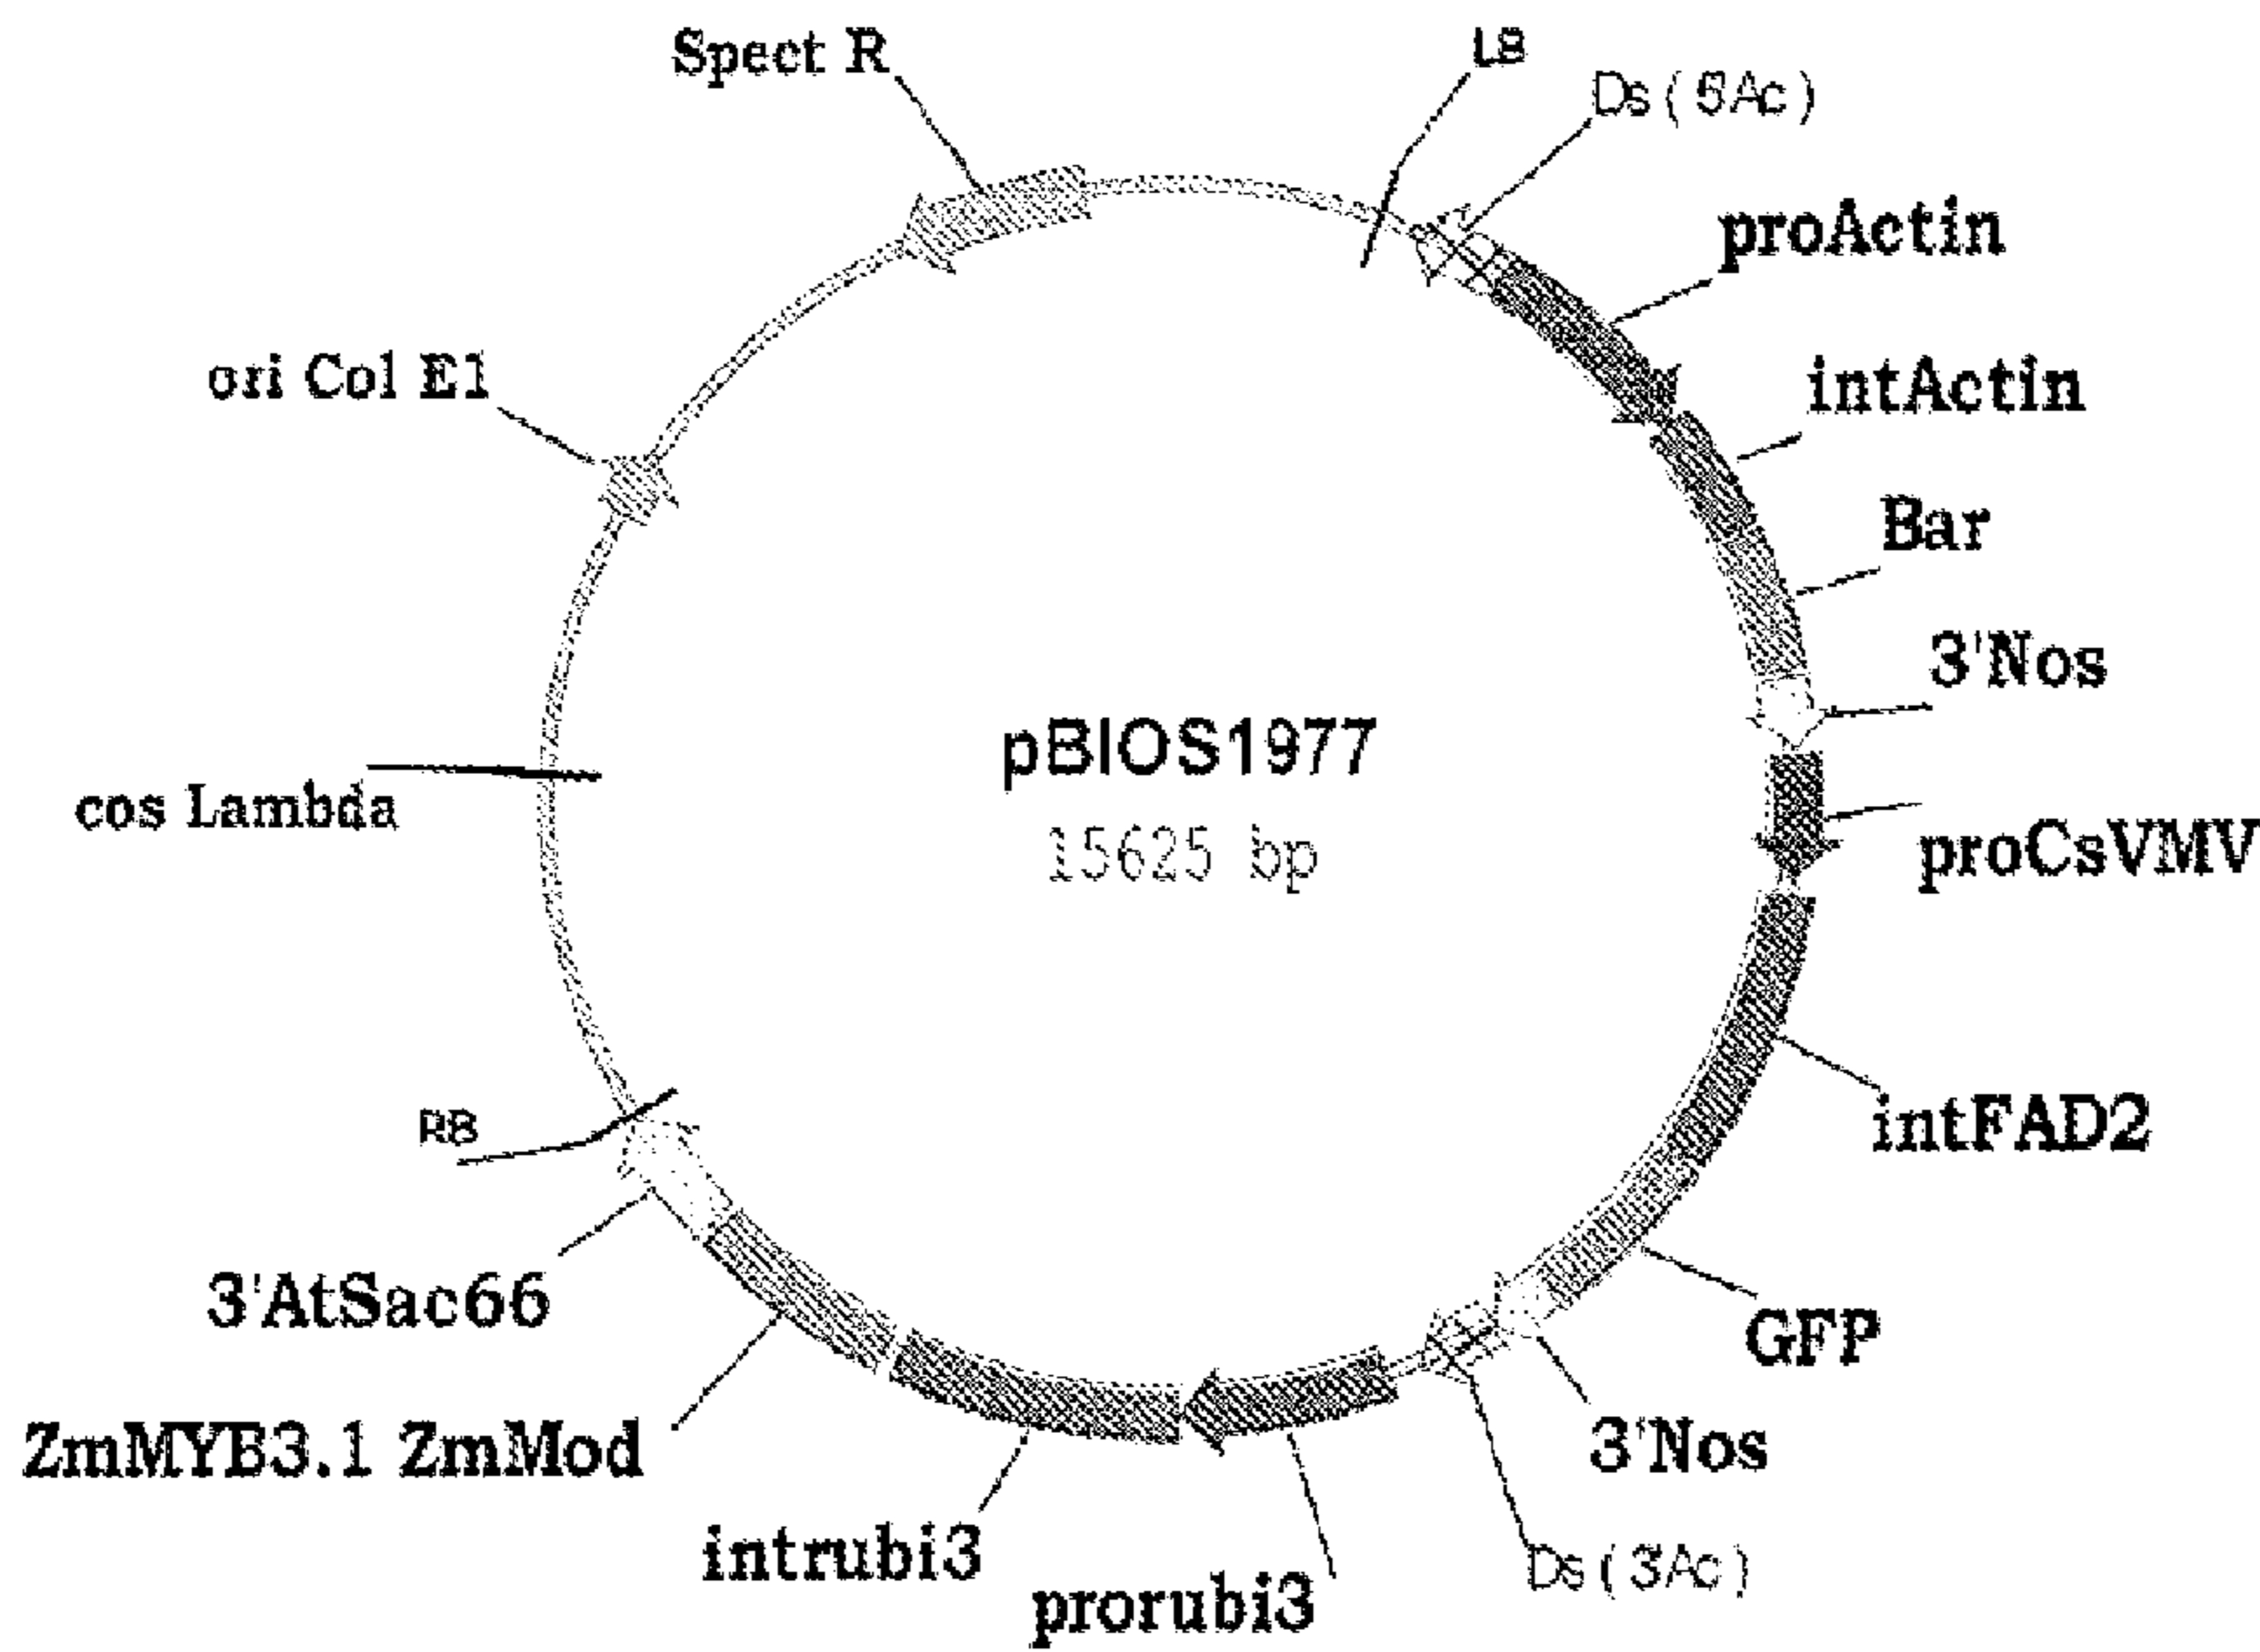 Spect R
LB
Ds(5Ac)
proActin
intActin
ori Col E1
Bar
3'Nos
pBIOS1977
15625 bp
cos Lambda
proCsVMV
intFAD2
RB
3'AtSac66
GFP
ZmMYB3.1 ZmMod
3'Nos
intrubi3
prorubi3
Ds(3Ac)